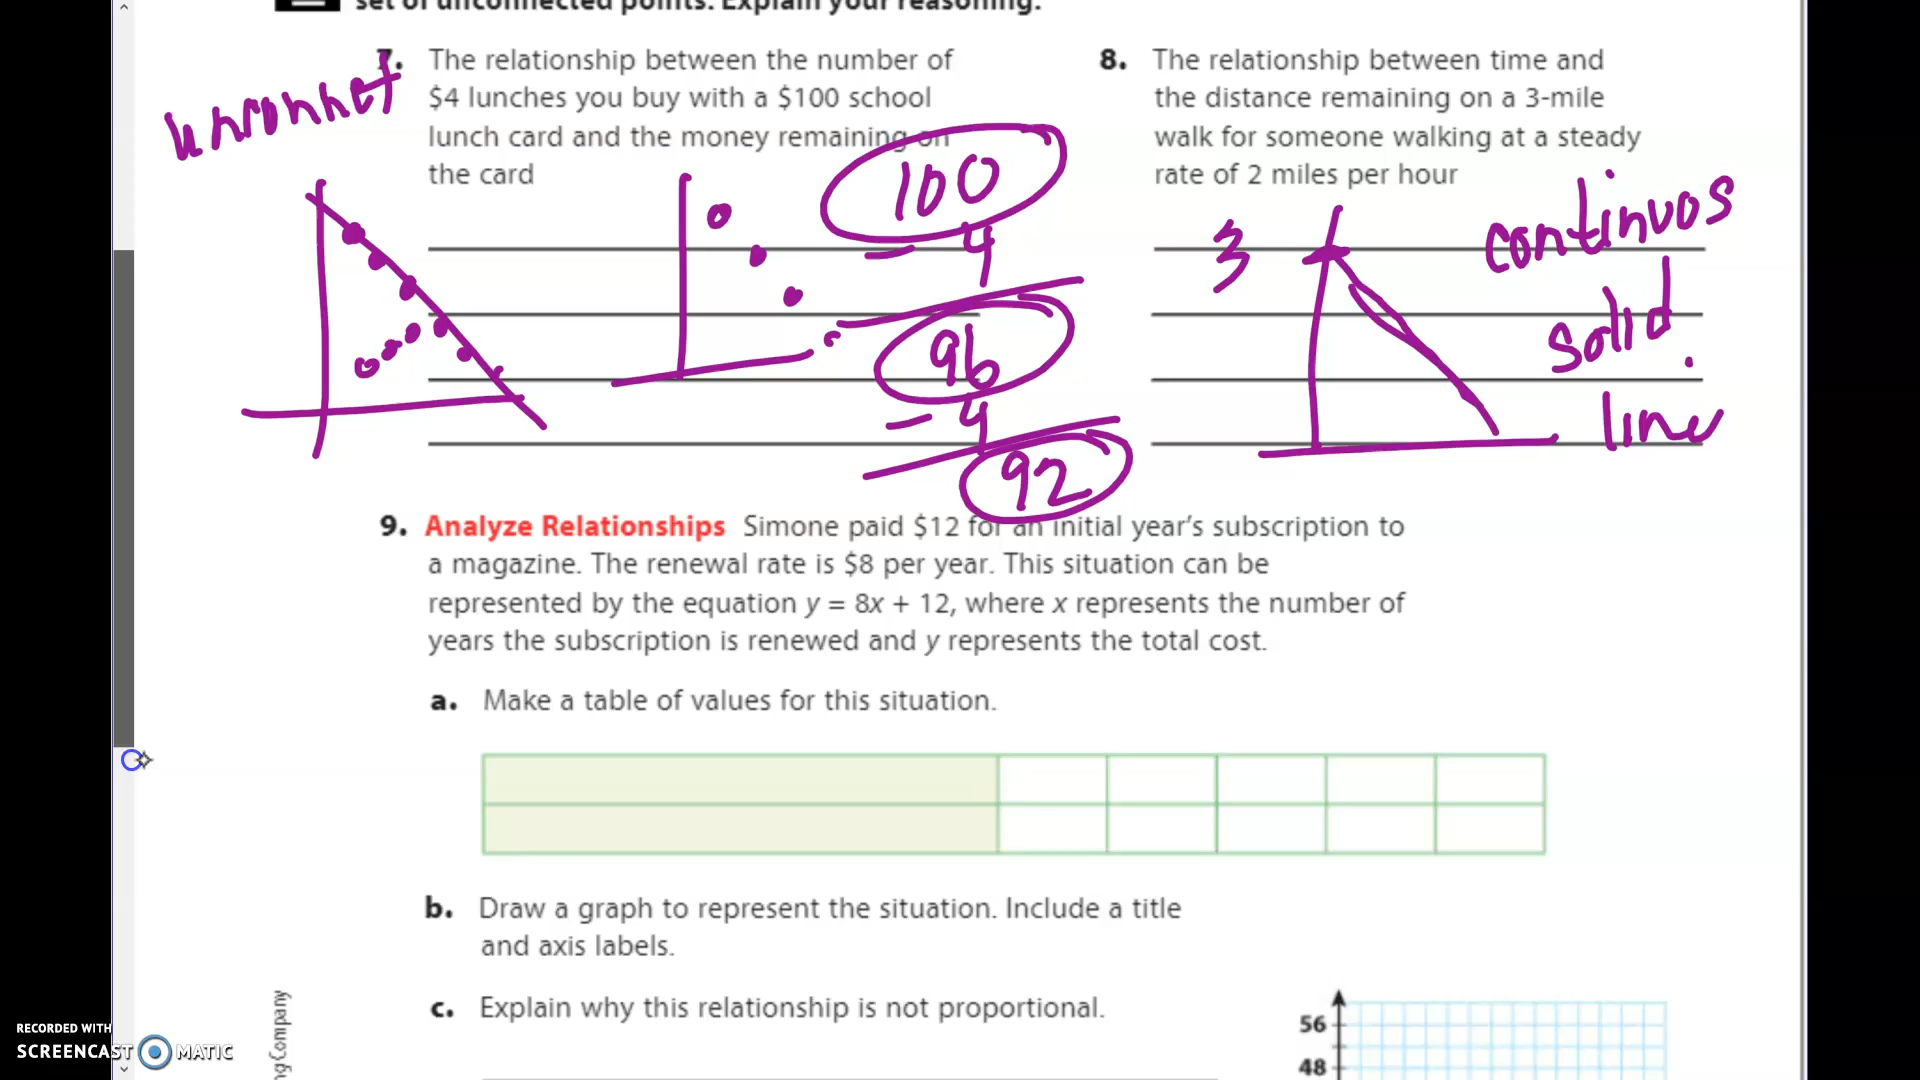 set of unconnected points. Explain your reasoning.
7. The relationship between the number of
$4 lunches you buy with a $100 school
lunch card and the money remaining on
the card
100
- 4
96
- 4
92
8. The relationship between time and
the distance remaining on a 3-mile
walk for someone walking at a steady
rate of 2 miles per hour
3
continuos
solid
line
9. Analyze Relationships Simone paid $12 for an initial year's subscription to
a magazine. The renewal rate is $8 per year. This situation can be
represented by the equation y = 8x + 12, where x represents the number of
years the subscription is renewed and y represents the total cost.
a. Make a table of values for this situation.
b. Draw a graph to represent the situation. Include a title
and axis labels.
c. Explain why this relationship is not proportional.
56
48
ng Company
RECORDED WITH
SCREENCAST MATIC